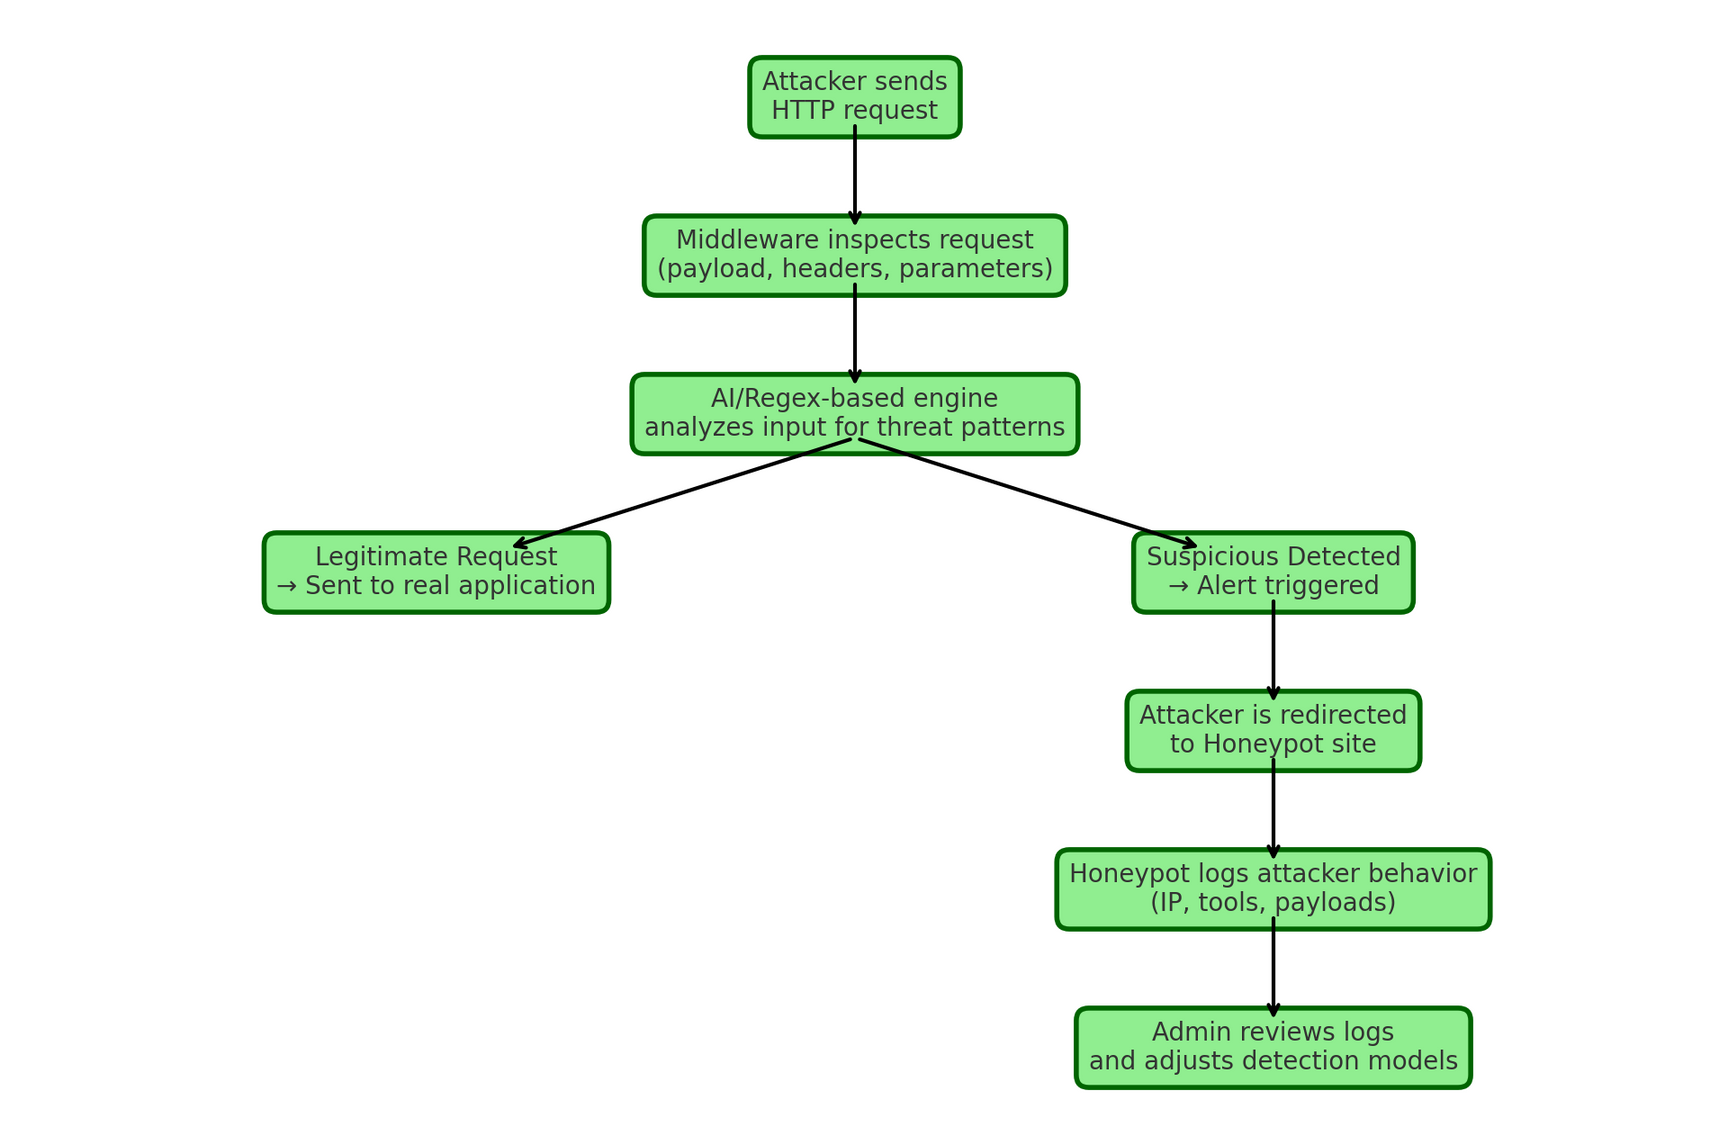 Attacker sends
HTTP request
Middleware inspects request
(payload, headers, parameters)
AI/Regex-based engine
analyzes input for threat patterns
Legitimate Request
→ Sent to real application
Suspicious Detected
→ Alert triggered
Attacker is redirected
to Honeypot site
Honeypot logs attacker behavior
(IP, tools, payloads)
Admin reviews logs
and adjusts detection models